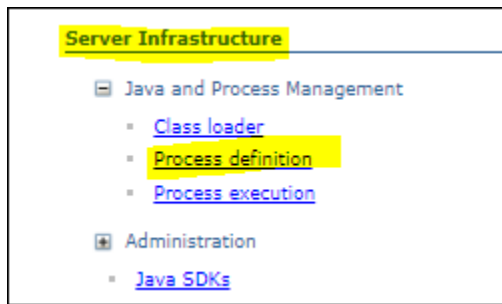 Server Infrastructure
Java and Process Management
Class loader
Process definition
Process execution
Administration
Java SDKs